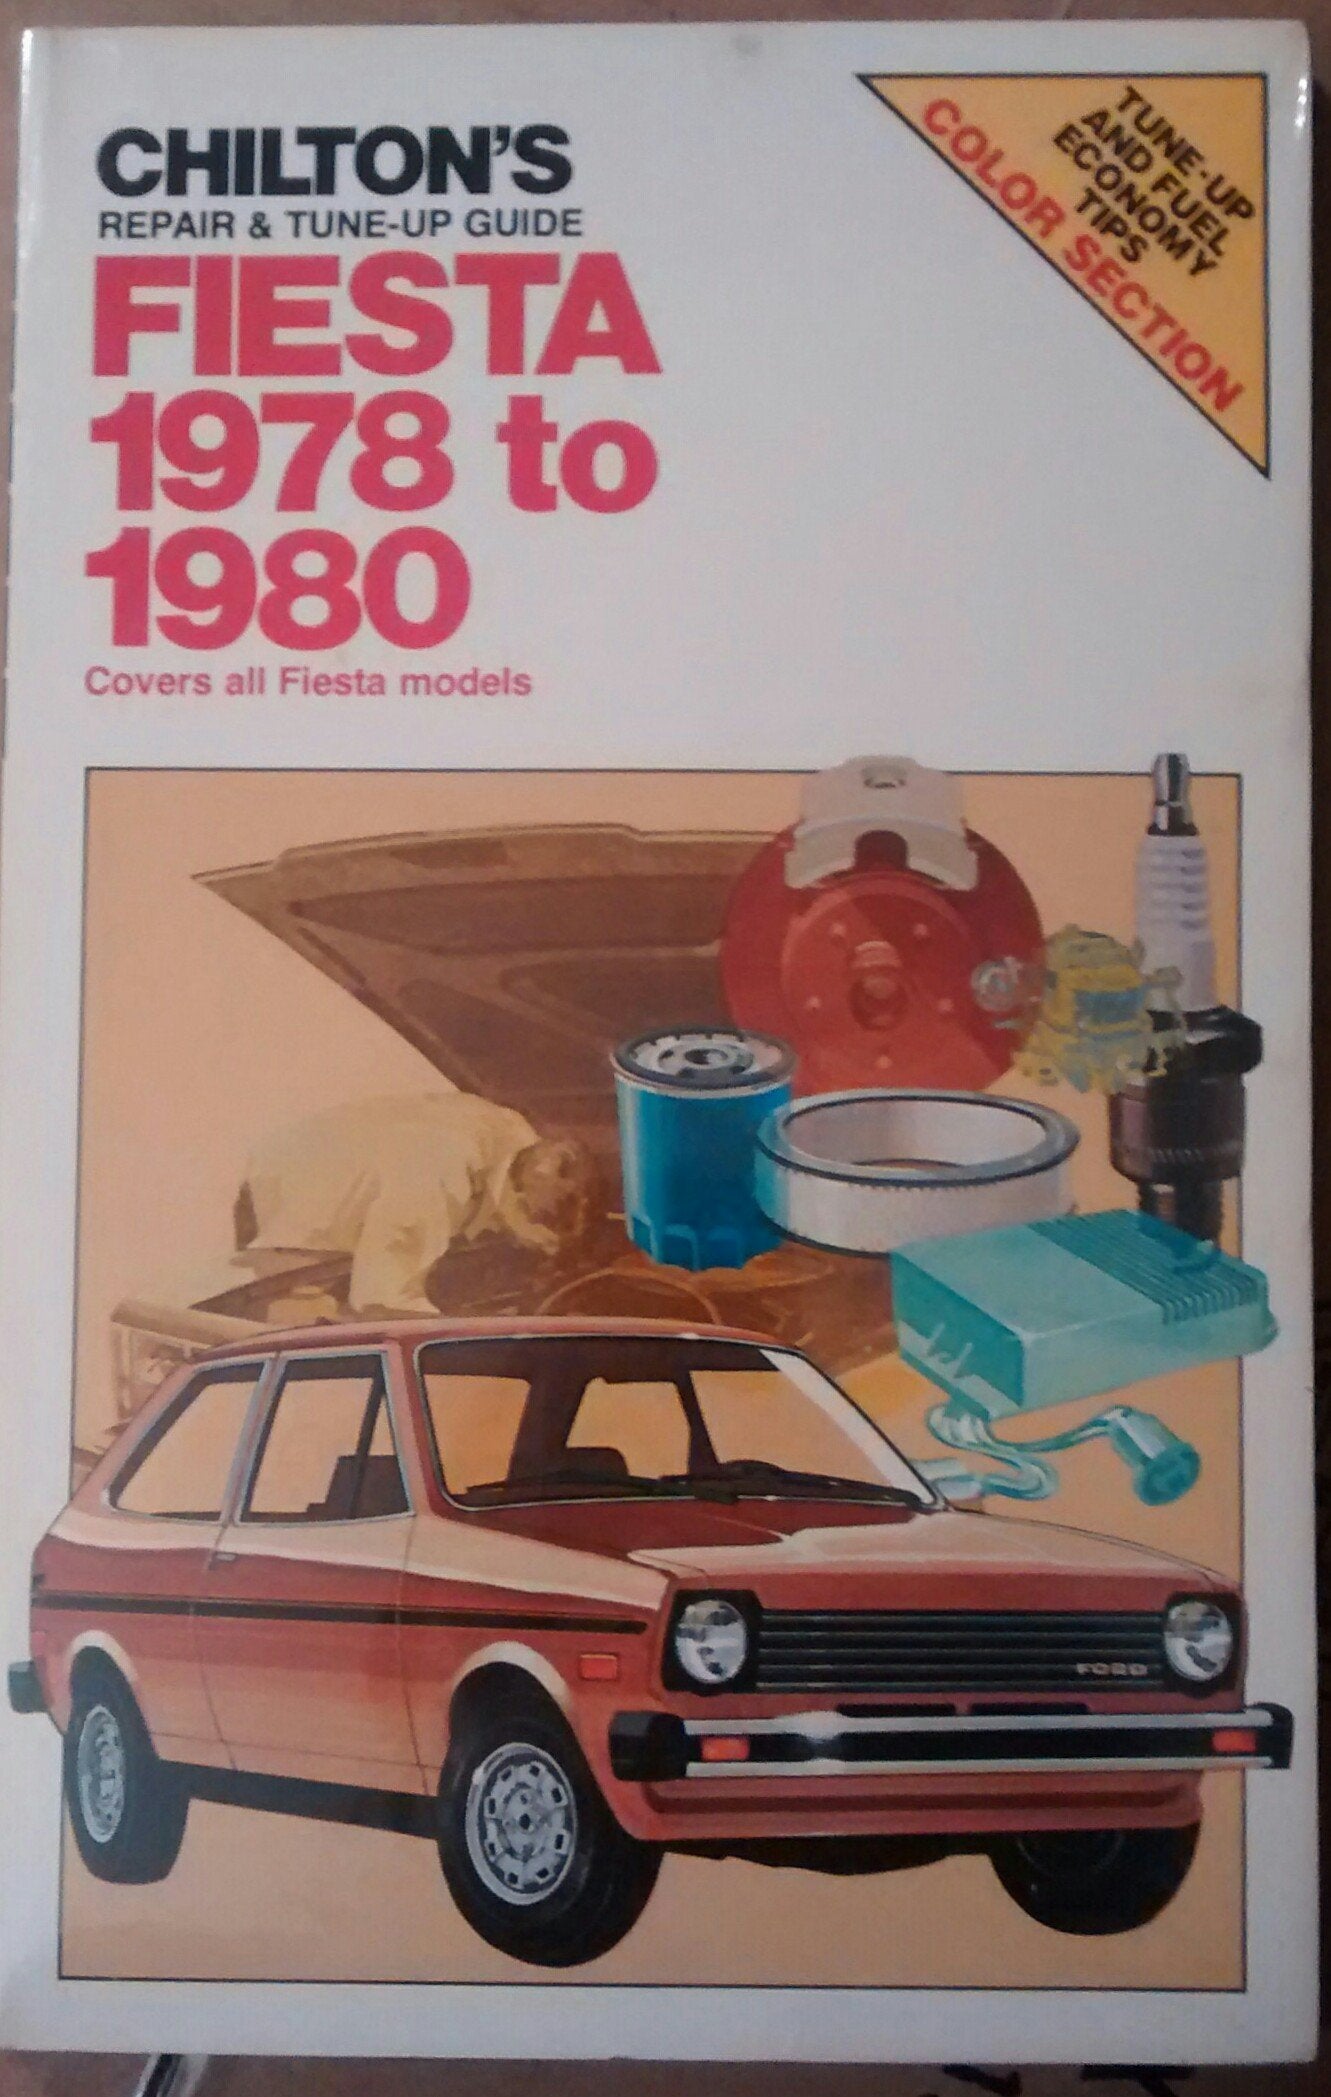 CHILTON'S
REPAIR & TUNE-UP GUIDE
FIESTA
1978 to
1980
Covers all Fiesta models
TUNE-UP
AND FUEL
ECONOMY
TIPS
COLOR SECTION
FORD